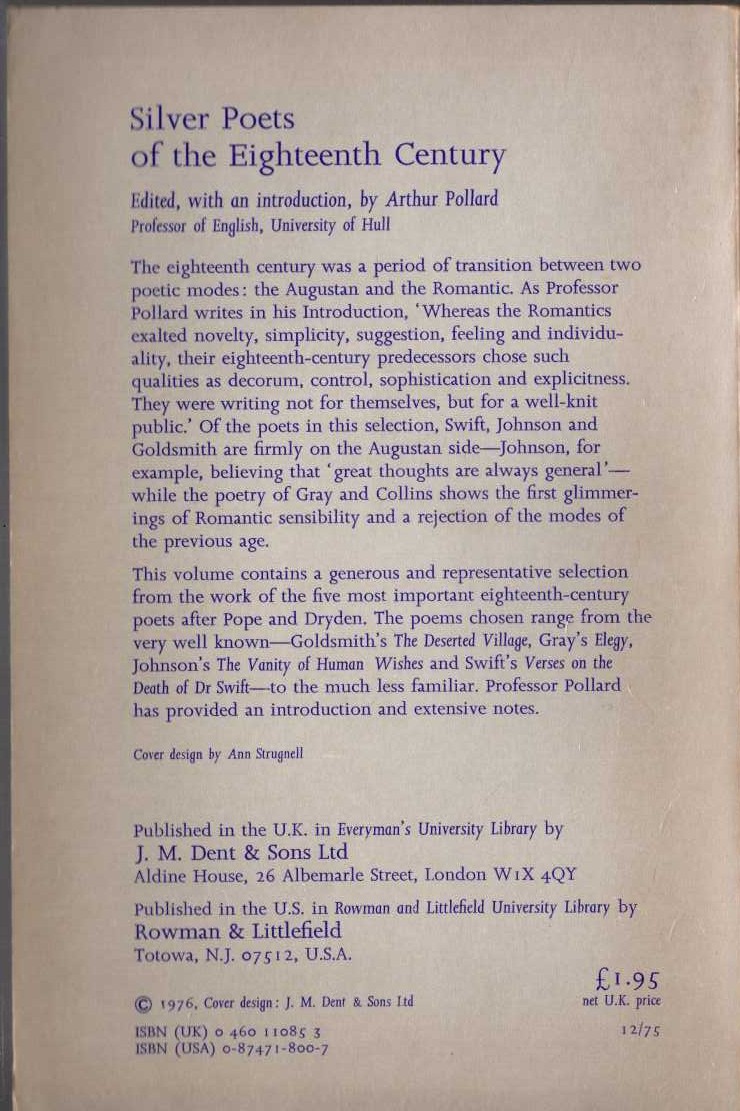 Silver Poets
of the Eighteenth Century
Edited, with an introduction, by Arthur Pollard
Professor of English, University of Hull
The eighteenth century was a period of transition between two
poetic modes: the Augustan and the Romantic. As Professor
Pollard writes in his Introduction, ‘Whereas the Romantics
exalted novelty, simplicity, suggestion, feeling and individu-
ality, their eighteenth-century predecessors chose such
qualities as decorum, control, sophistication and explicitness.
They were writing not for themselves, but for a well-knit
public.’ Of the poets in this selection, Swift, Johnson and
Goldsmith are firmly on the Augustan side—Johnson, for
example, believing that ‘great thoughts are always general’—
while the poetry of Gray and Collins shows the first glimmer-
ings of Romantic sensibility and a rejection of the modes of
the previous age.
This volume contains a generous and representative selection
from the work of the five most important eighteenth-century
poets after Pope and Dryden. The poems chosen range from the
very well known—Goldsmith’s The Deserted Village, Gray’s Elegy,
Johnson’s The Vanity of Human Wishes and Swift’s Verses on the
Death of Dr Swift—to the much less familiar. Professor Pollard
has provided an introduction and extensive notes.
Cover design by Ann Strugnell
Published in the U.K. in Everyman’s University Library by
J. M. Dent & Sons Ltd
Aldine House, 26 Albemarle Street, London W1X 4QY
Published in the U.S. in Rowman and Littlefield University Library by
Rowman & Littlefield
Totowa, N.J. 07512, U.S.A.
£1.95
© 1976, Cover design: J. M. Dent & Sons Ltd
net U.K. price
ISBN (UK) 0 460 11085 3
12/75
ISBN (USA) 0-87471-800-7